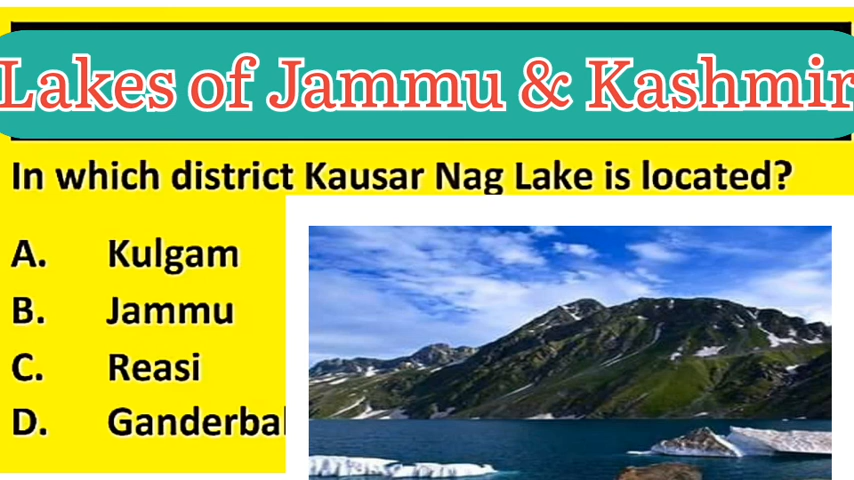 Lakes of Jammu & Kashmir
In which district Kausar Nag Lake is located?
A. Kulgam
B. Jammu
C. Reasi
D. Ganderbal